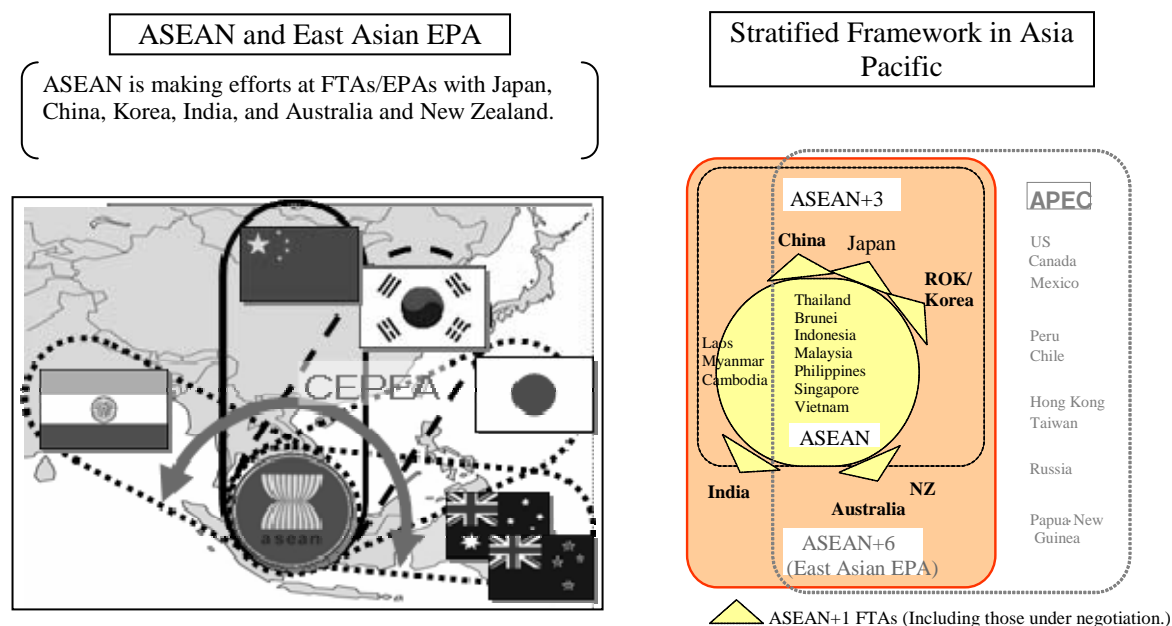 ASEAN and East Asian EPA
ASEAN is making efforts at FTAs/EPAs with Japan,
China, Korea, India, and Australia and New Zealand.
CEPEA
asean
Stratified Framework in Asia
Pacific
ASEAN+3
China
Japan
ROK/
Korea
Thailand
Brunei
Indonesia
Malaysia
Philippines
Singapore
Vietnam
Laos
Myanmar
Cambodia
ASEAN
India
NZ
Australia
ASEAN+6
(East Asian EPA)
APEC
US
Canada
Mexico
Peru
Chile
Hong Kong
Taiwan
Russia
Papua-New
Guinea
ASEAN+1 FTAs (Including those under negotiation.)